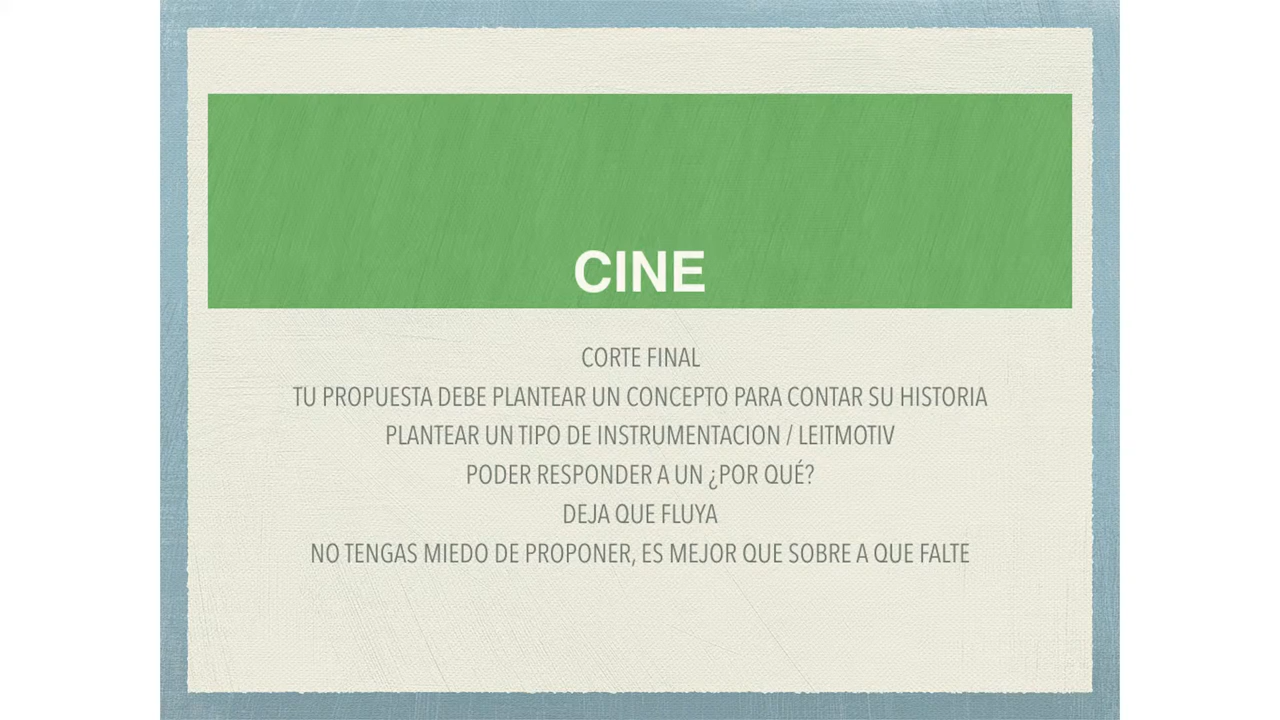 CINE
CORTE FINAL
TU PROPUESTA DEBE PLANTEAR UN CONCEPTO PARA CONTAR SU HISTORIA
PLANTEAR UN TIPO DE INSTRUMENTACION / LEITMOTIV
PODER RESPONDER A UN ¿POR QUÉ?
DEJA QUE FLUYA
NO TENGAS MIEDO DE PROPONER, ES MEJOR QUE SOBRE A QUE FALTE